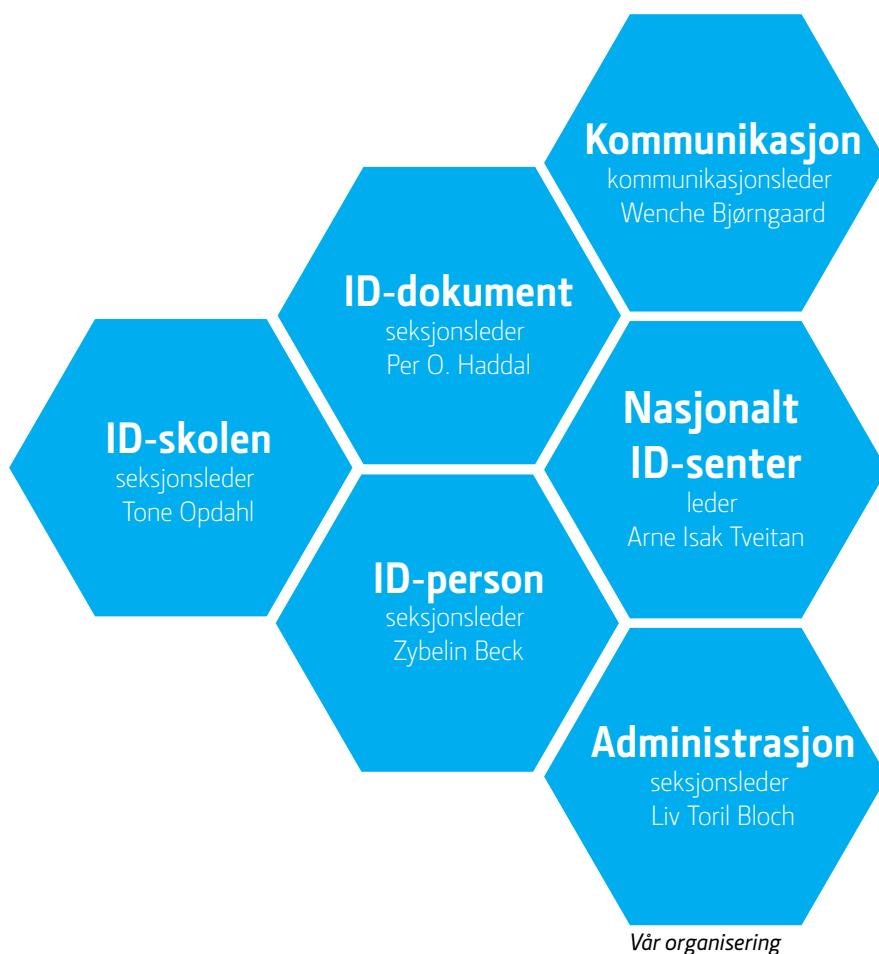 Kommunikasjon
kommunikasjonsleder
Wenche Bjørngaard
ID-dokument
seksjonsleder
Per O. Haddal
ID-skolen
seksjonsleder
Tone Opdahl
Nasjonalt
ID-senter
leder
Arne Isak Tveitan
ID-person
seksjonsleder
Zybelin Beck
Administrasjon
seksjonsleder
Liv Toril Bloch
Vår organisering